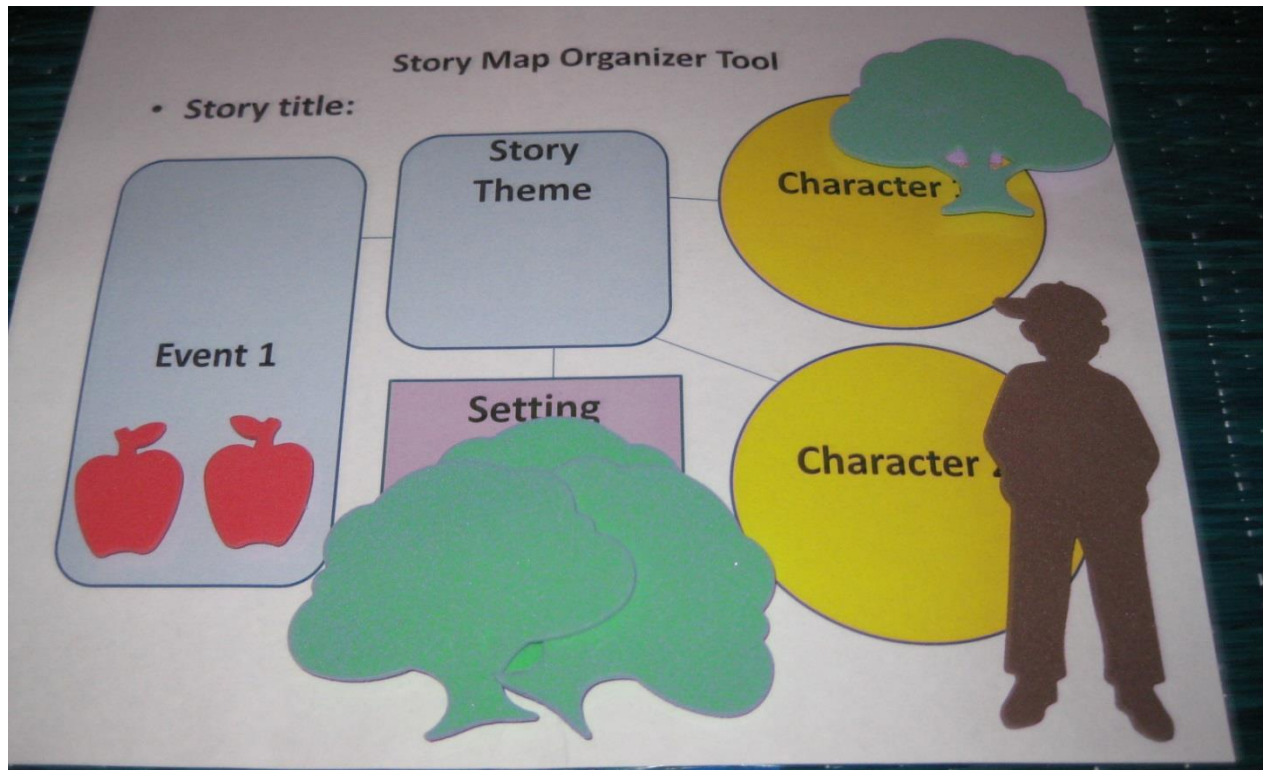 Story Map Organizer Tool
• Story title:
Story
Theme
Character
Event 1
Setting
Character